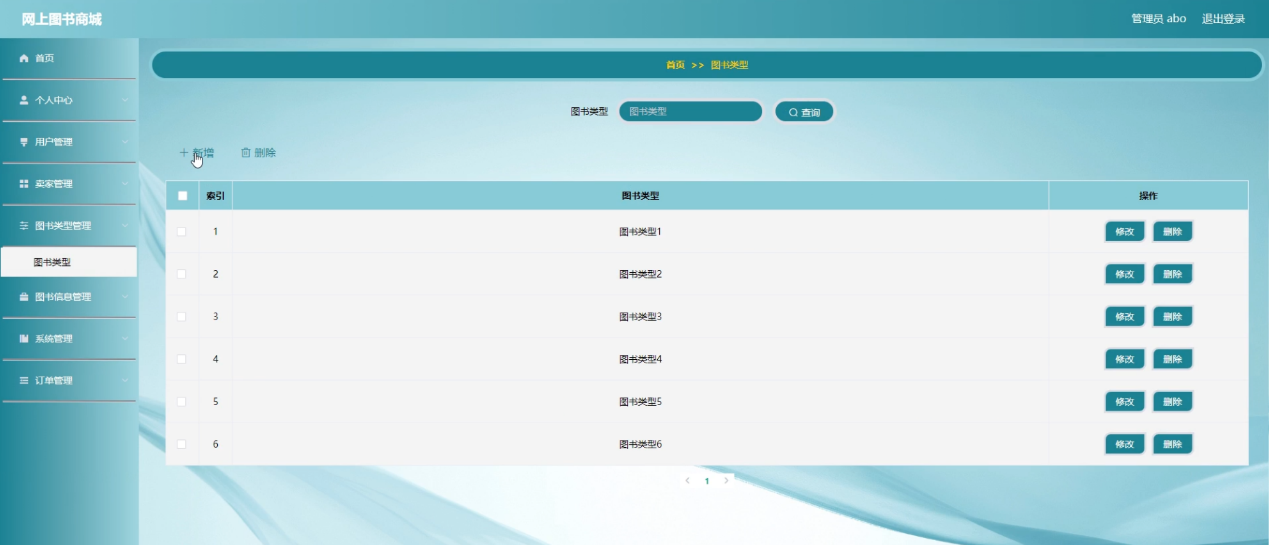 网上图书商城
管理员 abo 退出登录
首页
个人中心
用户管理
卖家管理
图书类型管理
图书类型
图书信息管理
系统管理
订单管理
首页 >> 图书类型
图书类型 图书类型 查询
新增 删除
索引 图书类型 操作
1 图书类型1 修改 删除
2 图书类型2 修改 删除
3 图书类型3 修改 删除
4 图书类型4 修改 删除
5 图书类型5 修改 删除
6 图书类型6 修改 删除
< 1 >